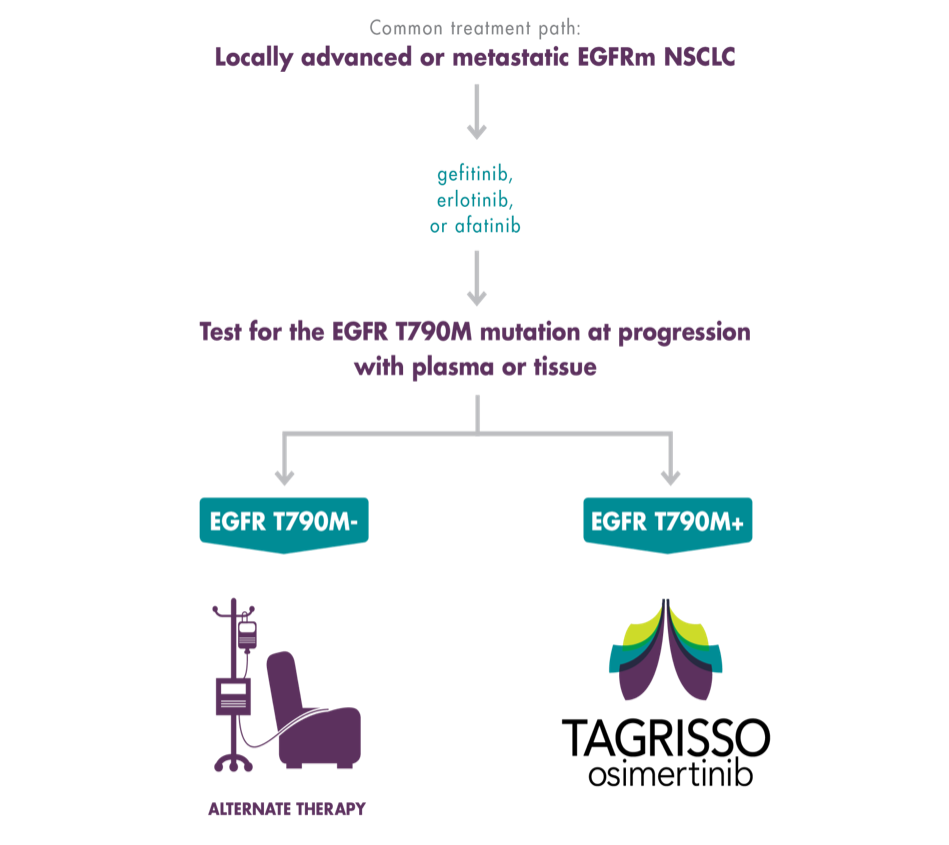 Common treatment path:
Locally advanced or metastatic EGFRm NSCLC
gefitinib,
erlotinib,
or afatinib
Test for the EGFR T790M mutation at progression
with plasma or tissue
EGFR T790M-
EGFR T790M+
ALTERNATE THERAPY
TAGRISSO
osimertinib